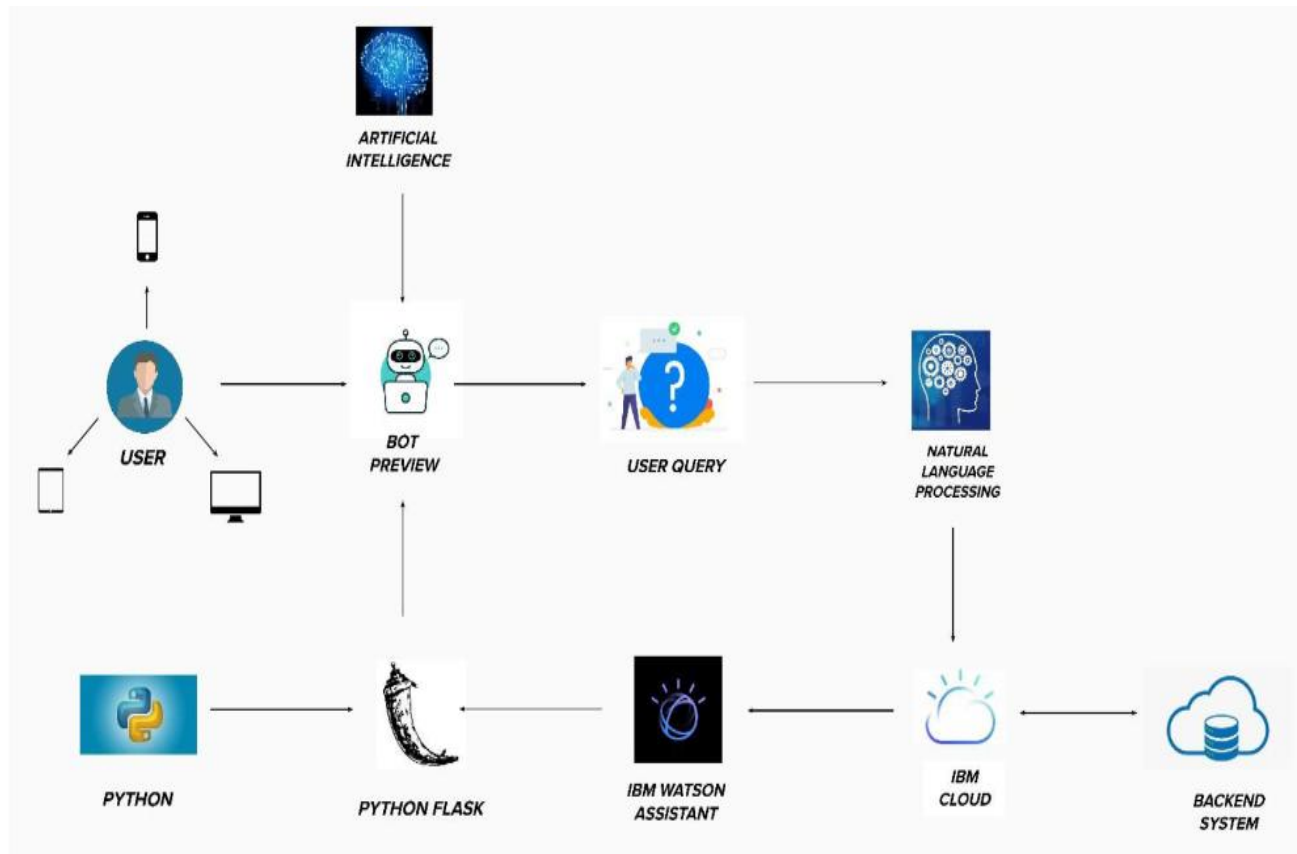 ARTIFICIAL
INTELLIGENCE
USER
BOT
PREVIEW
USER QUERY
NATURAL
LANGUAGE
PROCESSING
PYTHON
PYTHON FLASK
IBM WATSON
ASSISTANT
IBM
CLOUD
BACKEND
SYSTEM